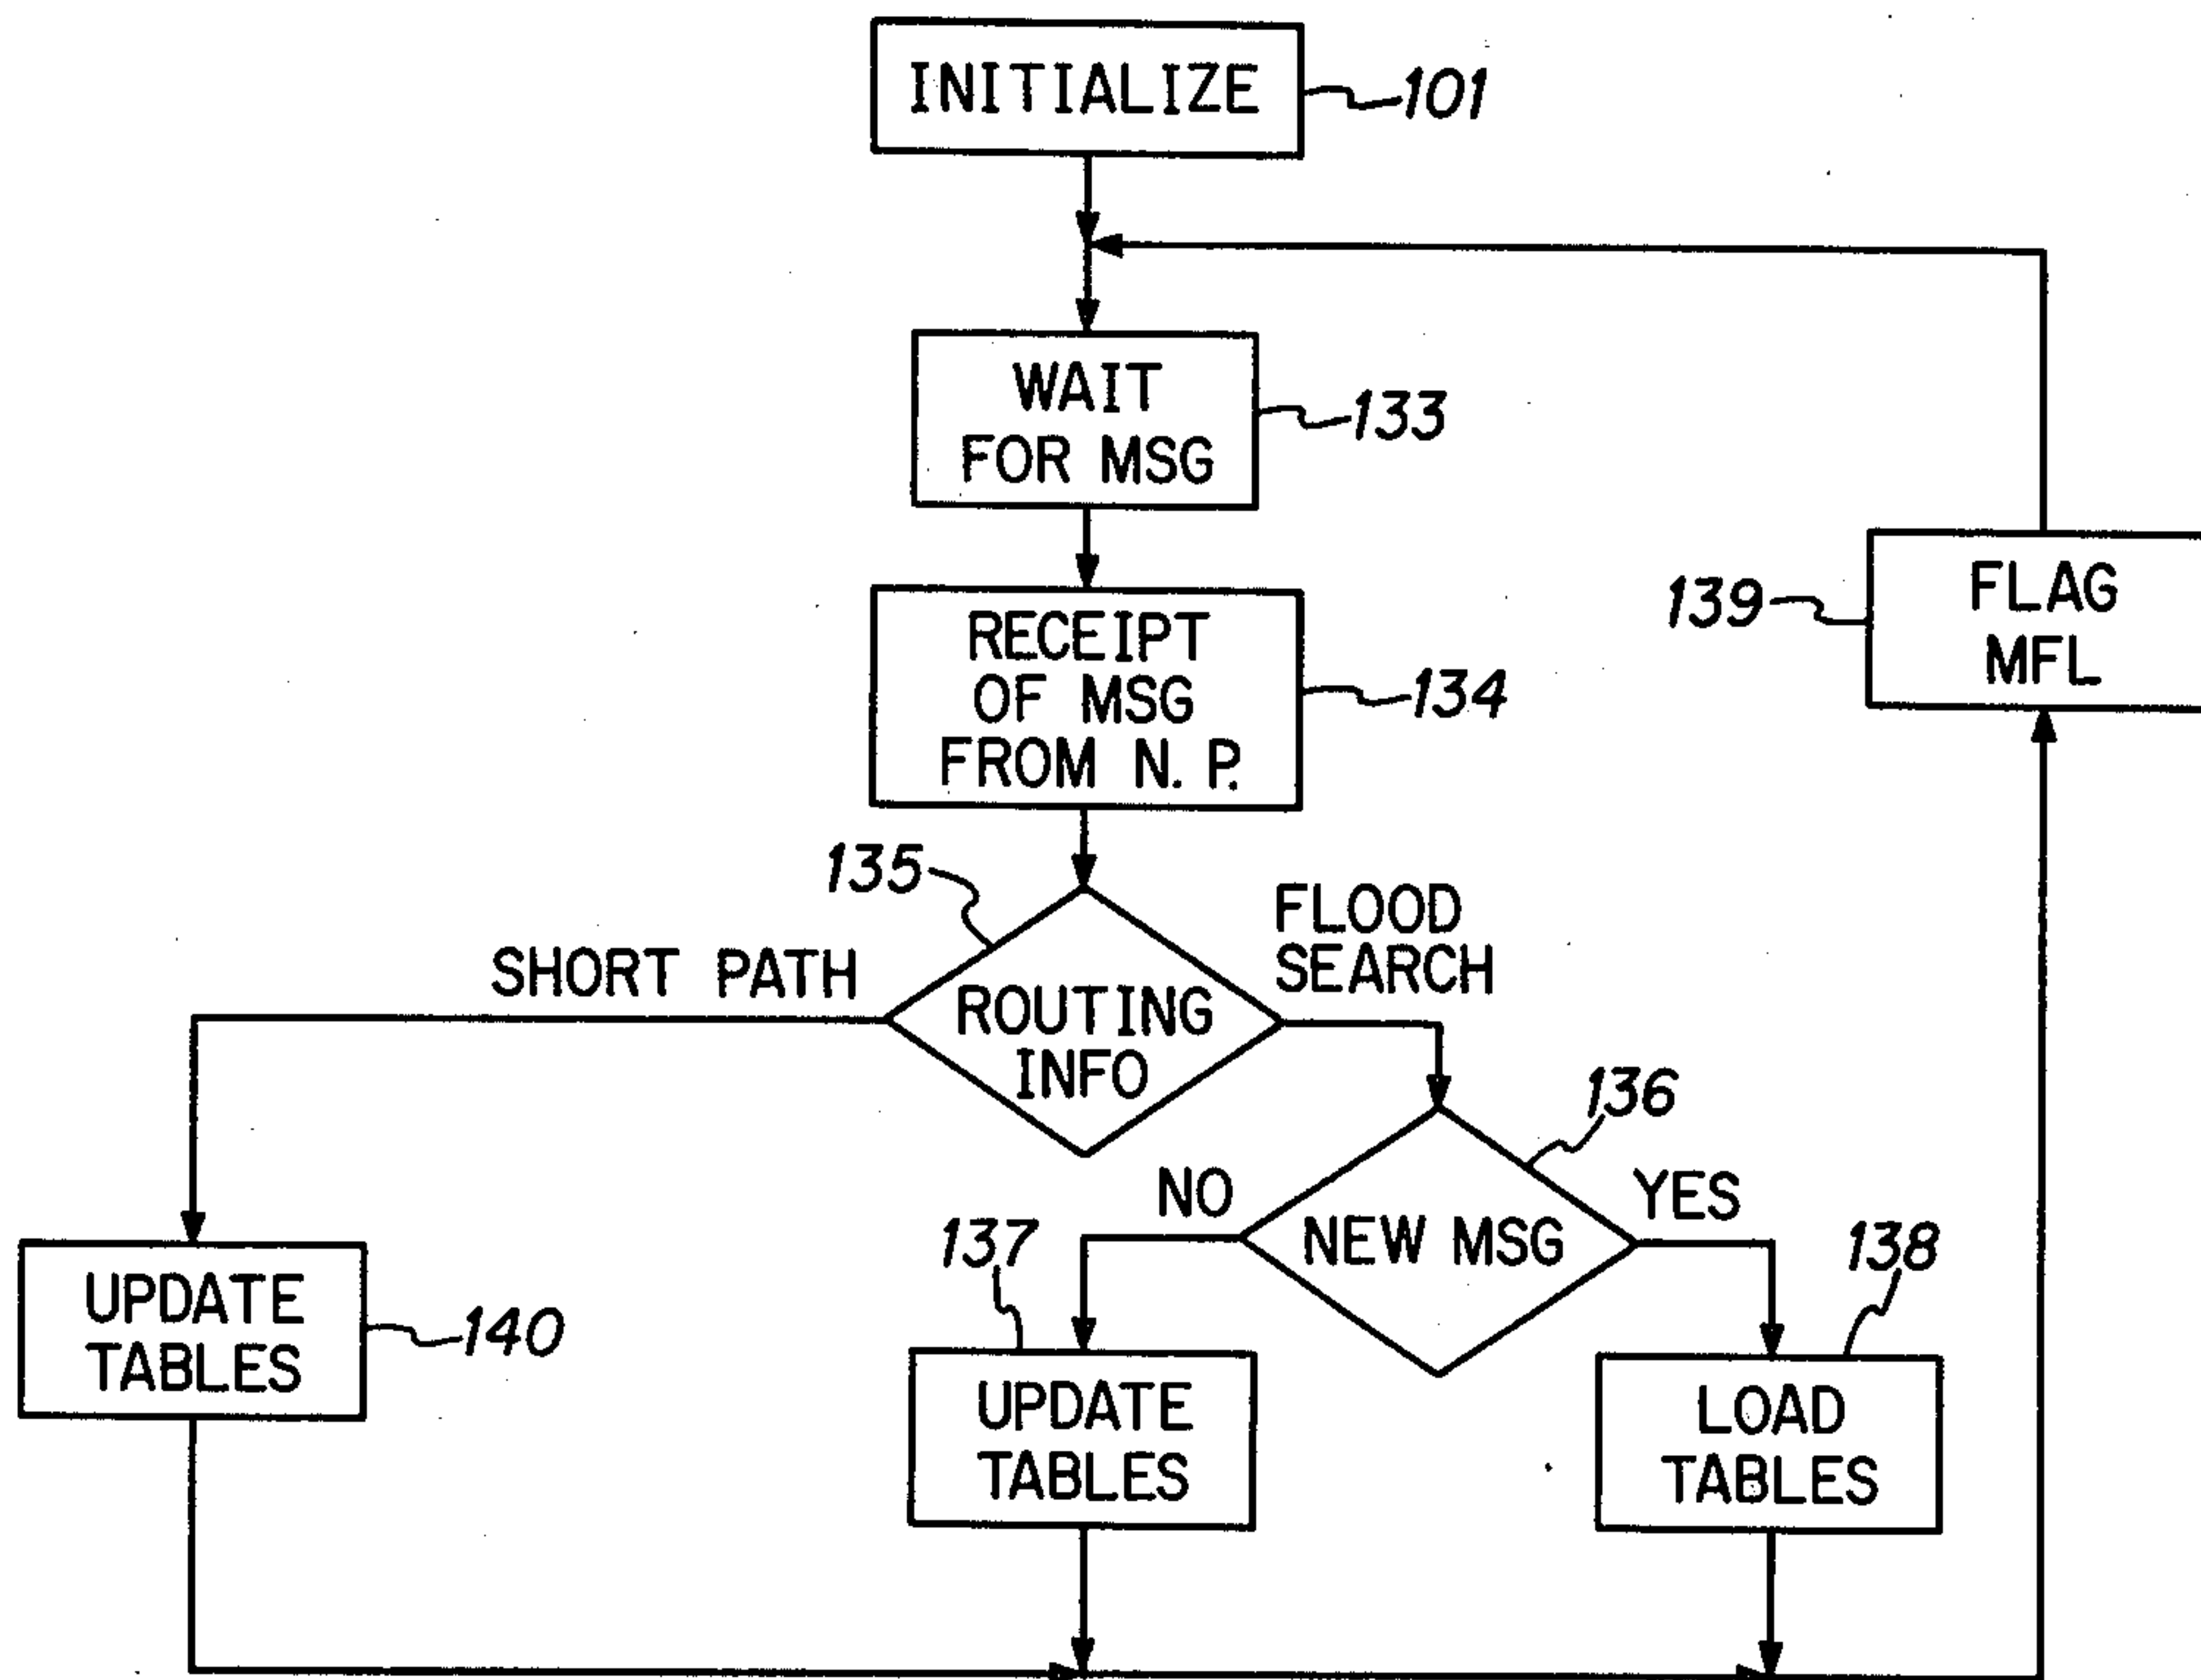 INITIALIZE
101
WAIT
FOR MSG
133
RECEIPT
OF MSG
FROM N. P.
134
FLAG
MFL
139
135
SHORT PATH
ROUTING
INFO
FLOOD
SEARCH
136
NO
NEW MSG
YES
137
138
UPDATE
TABLES
140
UPDATE
TABLES
LOAD
TABLES